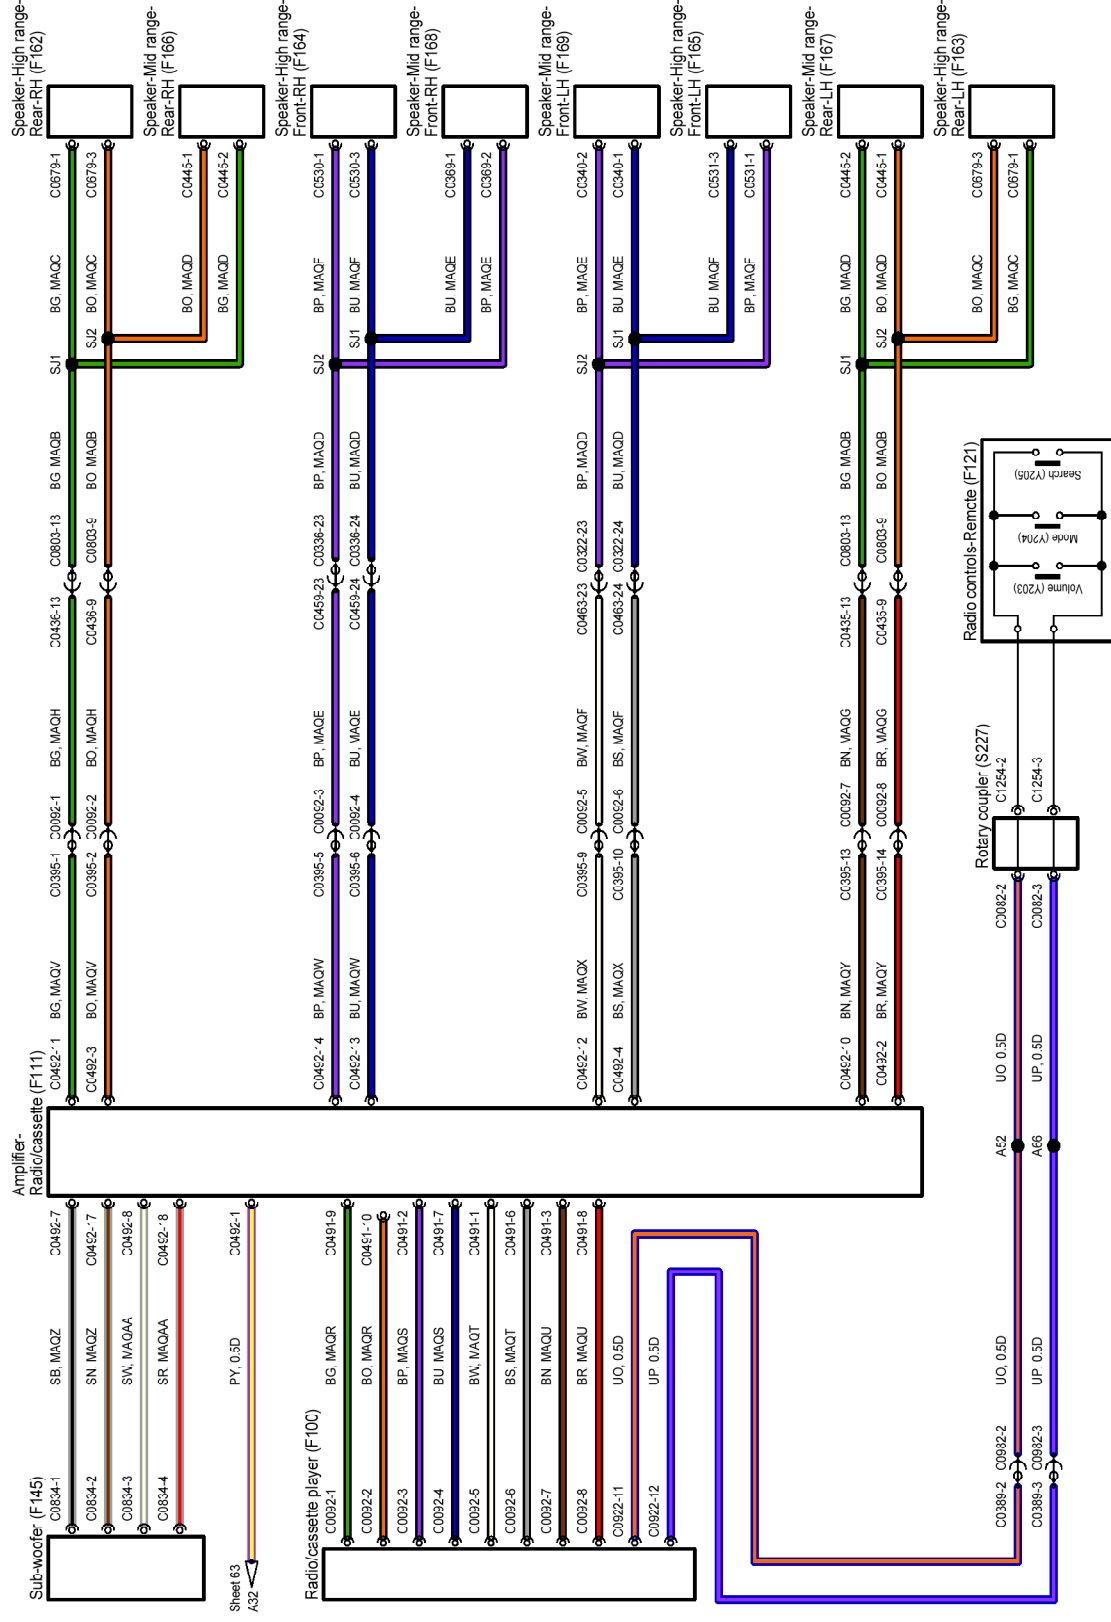 Speaker-High range-
Rear-RH (F162)
Speaker-Mid range-
Rear-RH (F166)
Speaker-High range-
Front-RH (F164)
Speaker-Mid range-
Front-RH (F168)
Speaker-Mid range-
Front-LH (F169)
Speaker-High range-
Front-LH (F165)
Speaker-Mid range-
Rear-LH (F167)
Speaker-High range-
Rear-LH (F163)
C0679-1
C0679-3
C0445-1
C0445-2
C0530-1
C0530-3
C0369-1
C0369-2
C0340-2
C0340-1
C0531-3
C0531-1
C0445-2
C0445-1
C0679-3
C0679-1
BG, MAQC
BO, MAQC
BO, MAQD
BG, MAQD
BP, MAQF
BU, MAQF
BU, MAQE
BP, MAQE
BP, MAQE
BU, MAQE
BU, MAQF
BP, MAQF
BG, MAQD
BO, MAQD
BO, MAQC
BG, MAQC
SJ1
SJ2
SJ2
SJ1
SJ2
SJ1
SJ1
SJ2
BG, MAQB
BO, MAQB
BP, MAQD
BU, MAQD
BP, MAQD
BU, MAQD
BG, MAQB
BO, MAQB
C0803-13
C0803-9
C0336-23
C0336-24
C0322-23
C0322-24
C0803-13
C0803-9
C0436-13
C0436-9
C0459-23
C0459-24
C0463-23
C0463-24
C0435-13
C0435-9
BG, MAQH
BO, MAQH
BP, MAQE
BU, MAQE
BW, MAQF
BS, MAQF
BN, MAQG
BR, MAQG
C0092-1
C0092-2
C0092-3
C0092-4
C0092-5
C0092-6
C0092-7
C0092-8
C0395-1
C0395-2
C0395-5
C0395-6
C0395-9
C0395-10
C0395-13
C0395-14
BG, MAQV
BO, MAQV
BP, MAQW
BU, MAQW
BW, MAQX
BS, MAQX
BN, MAQY
BR, MAQY
C0492-11
C0492-3
C0492-14
C0492-13
C0492-12
C0492-4
C0492-10
C0492-2
Radio controls-Remote (F121)
Search (Y205)
Mode (Y204)
Volume (Y203)
Rotary coupler (S227)
C1254-2
C1254-3
C0082-2
C0082-3
UO, 0.5D
UP, 0.5D
A52
A66
UO, 0.5D
UP, 0.5D
C0982-2
C0982-3
C0389-2
C0389-3
Amplifier-
Radio/cassette (F111)
C0492-7
C0492-17
C0492-8
C0492-18
C0492-1
C0491-9
C0491-10
C0491-2
C0491-7
C0491-1
C0491-6
C0491-3
C0491-8
SB, MAQZ
SN, MAQZ
SW, MAQAA
SR, MAQAA
PY, 0.5D
BG, MAQR
BO, MAQR
BP, MAQS
BU, MAQS
BW, MAQT
BS, MAQT
BN, MAQU
BR, MAQU
UO, 0.5D
UP, 0.5D
C0834-1
C0834-2
C0834-3
C0834-4
C0092-1
C0092-2
C0092-3
C0092-4
C0092-5
C0092-6
C0092-7
C0092-8
C0922-11
C0922-12
Sub-woofer (F145)
Sheet 63
A32
Radio/cassette player (F100)